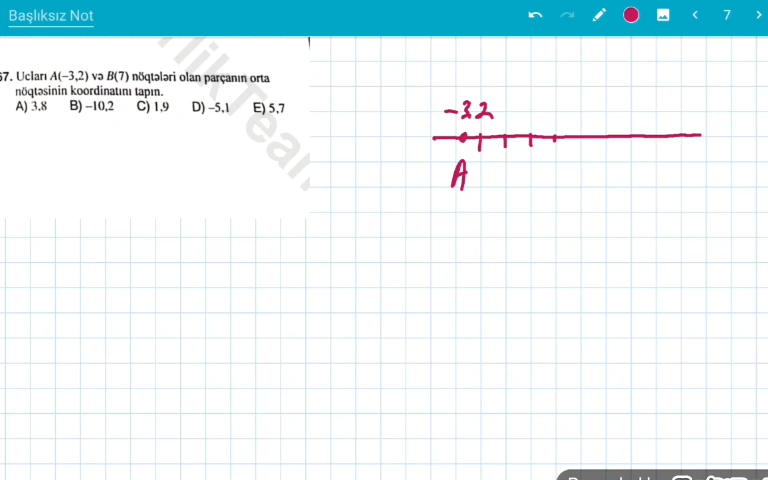 Başlıksız Not
7
57. Ucları A(−3,2) və B(7) nöqtələri olan parçanın orta
nöqtəsinin koordinatını tapın.
A) 3,8 B) −10,2 C) 1,9 D) −5,1 E) 5,7
-3,2
A